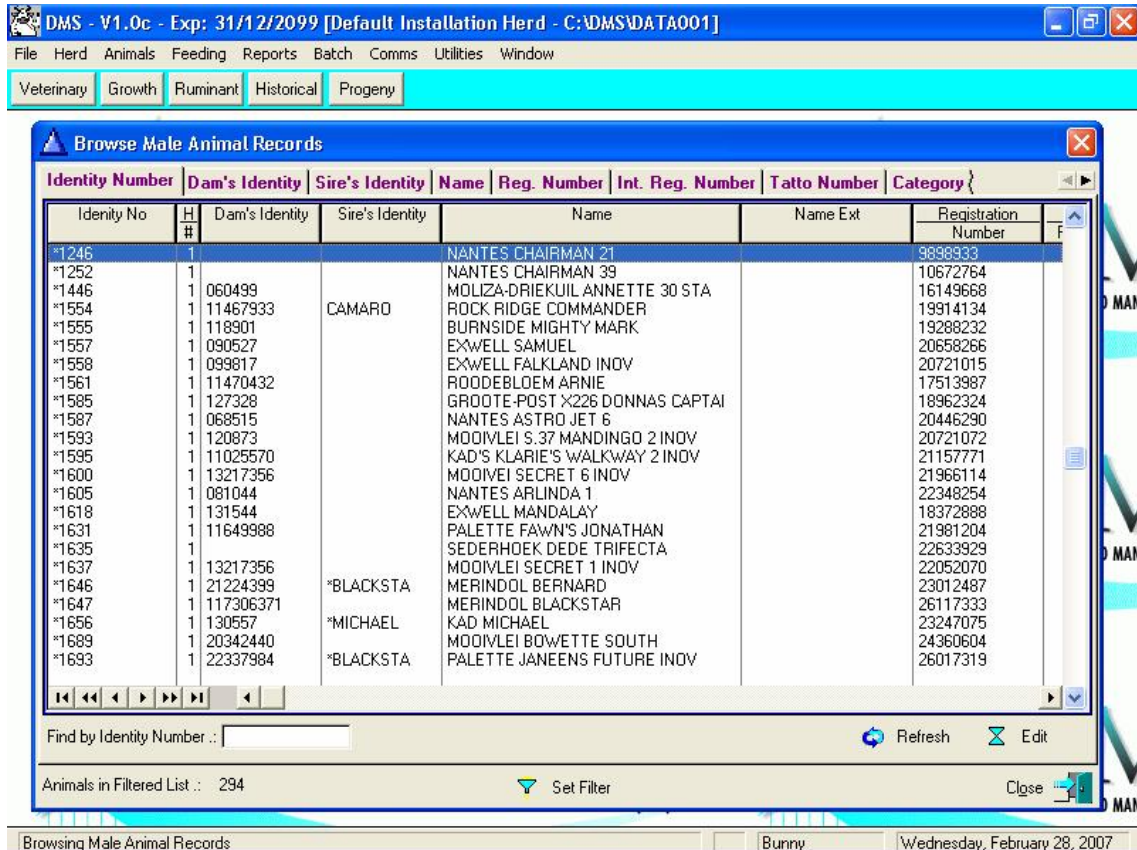 DMS - V1.0c - Exp: 31/12/2099 [Default Installation Herd - C:\DMS\DATA001]
File Herd Animals Feeding Reports Batch Comms Utilities Window
Veterinary Growth Ruminant Historical Progeny
Browse Male Animal Records
Identity Number Dam's Identity Sire's Identity Name Reg. Number Int. Reg. Number Tatto Number Category
Idenity No H # Dam's Identity Sire's Identity Name Name Ext Registration Number
*1246 1 NANTES CHAIRMAN 21 9898933
*1252 1 NANTES CHAIRMAN 39 10672764
*1446 1 060499 MOLIZA-DRIEKUIL ANNETTE 30 STA 16149668
*1554 1 11467933 CAMARO ROCK RIDGE COMMANDER 19914134
*1555 1 118901 BURNSIDE MIGHTY MARK 19288232
*1557 1 090527 EXWELL SAMUEL 20658266
*1558 1 099817 EXWELL FALKLAND INOV 20721015
*1561 1 11470432 ROODEBLOEM ARNIE 17513987
*1585 1 127328 GROOTE-POST X226 DONNAS CAPTAI 18962324
*1587 1 068515 NANTES ASTRO JET 6 20446290
*1593 1 120873 MOOIVLEI S.37 MANDINGO 2 INOV 20721072
*1595 1 11025570 KAD'S KLARIE'S WALKWAY 2 INOV 21157771
*1600 1 13217356 MOOIVEI SECRET 6 INOV 21966114
*1605 1 081044 NANTES ARLINDA 1 22348254
*1618 1 131544 EXWELL MANDALAY 18372888
*1631 1 11649988 PALETTE FAWN'S JONATHAN 21981204
*1635 1 SEDERHOEK DEDE TRIFECTA 22633929
*1637 1 13217356 MOOIVLEI SECRET 1 INOV 22052070
*1646 1 21224399 *BLACKSTA MERINDOL BERNARD 23012487
*1647 1 117306371 MERINDOL BLACKSTAR 26117333
*1656 1 130557 *MICHAEL KAD MICHAEL 23247075
*1689 1 20342440 MOOIVLEI BOWETTE SOUTH 24360604
*1693 1 22337984 *BLACKSTA PALETTE JANEENS FUTURE INOV 26017319
Find by Identity Number .: Refresh Edit
Animals in Filtered List .: 294 Set Filter Close
Browsing Male Animal Records Bunny Wednesday, February 28, 2007